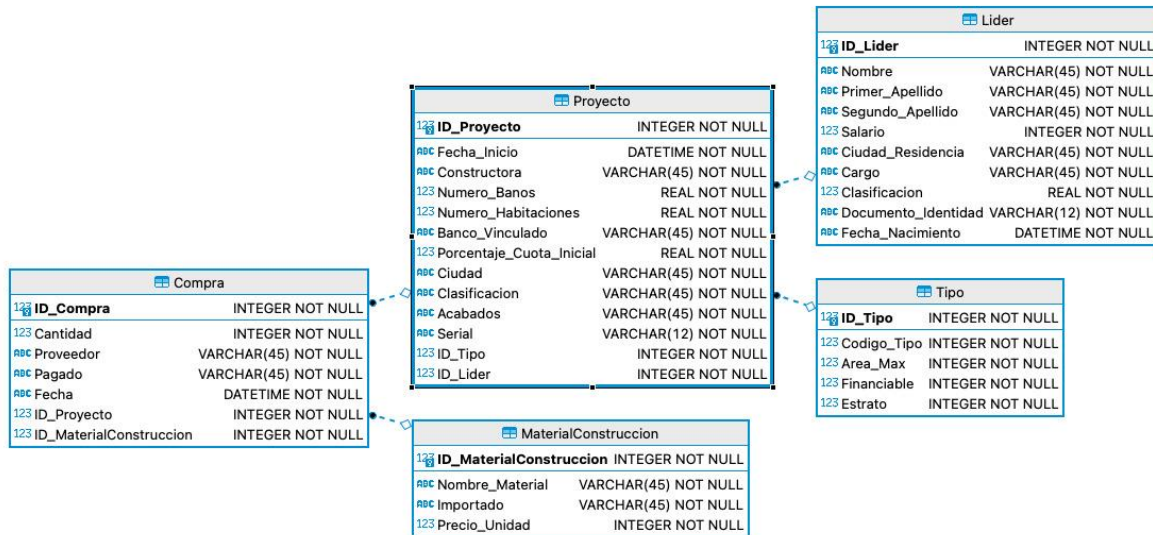 Lider
ID_Lider INTEGER NOT NULL
Nombre VARCHAR(45) NOT NULL
Primer_Apellido VARCHAR(45) NOT NULL
Segundo_Apellido VARCHAR(45) NOT NULL
Salario INTEGER NOT NULL
Ciudad_Residencia VARCHAR(45) NOT NULL
Cargo VARCHAR(45) NOT NULL
Clasificacion REAL NOT NULL
Documento_Identidad VARCHAR(12) NOT NULL
Fecha_Nacimiento DATETIME NOT NULL
Proyecto
ID_Proyecto INTEGER NOT NULL
Fecha_Inicio DATETIME NOT NULL
Constructora VARCHAR(45) NOT NULL
Numero_Banos REAL NOT NULL
Numero_Habitaciones REAL NOT NULL
Banco_Vinculado VARCHAR(45) NOT NULL
Porcentaje_Cuota_Inicial REAL NOT NULL
Ciudad VARCHAR(45) NOT NULL
Clasificacion VARCHAR(45) NOT NULL
Acabados VARCHAR(45) NOT NULL
Serial VARCHAR(12) NOT NULL
ID_Tipo INTEGER NOT NULL
ID_Lider INTEGER NOT NULL
Compra
ID_Compra INTEGER NOT NULL
Cantidad INTEGER NOT NULL
Proveedor VARCHAR(45) NOT NULL
Pagado VARCHAR(45) NOT NULL
Fecha DATETIME NOT NULL
ID_Proyecto INTEGER NOT NULL
ID_MaterialConstruccion INTEGER NOT NULL
Tipo
ID_Tipo INTEGER NOT NULL
Codigo_Tipo INTEGER NOT NULL
Area_Max INTEGER NOT NULL
Financiable INTEGER NOT NULL
Estrato INTEGER NOT NULL
MaterialConstruccion
ID_MaterialConstruccion INTEGER NOT NULL
Nombre_Material VARCHAR(45) NOT NULL
Importado VARCHAR(45) NOT NULL
Precio_Unidad INTEGER NOT NULL